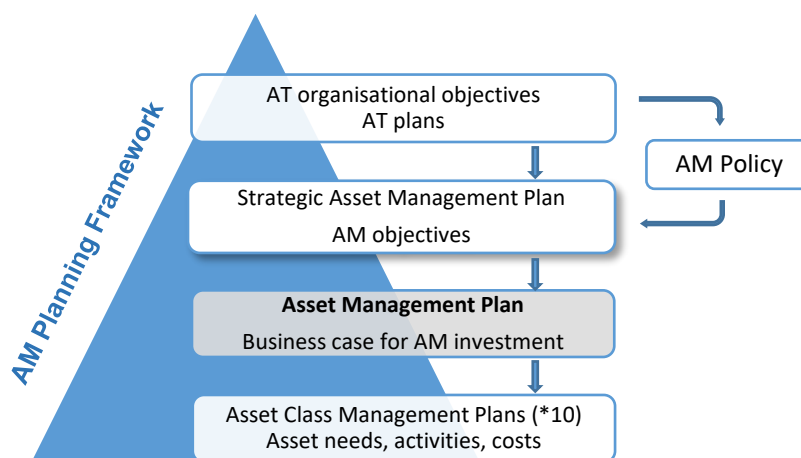 AM Planning Framework
AT organisational objectives
AT plans
AM Policy
Strategic Asset Management Plan
AM objectives
Asset Management Plan
Business case for AM investment
Asset Class Management Plans (*10)
Asset needs, activities, costs